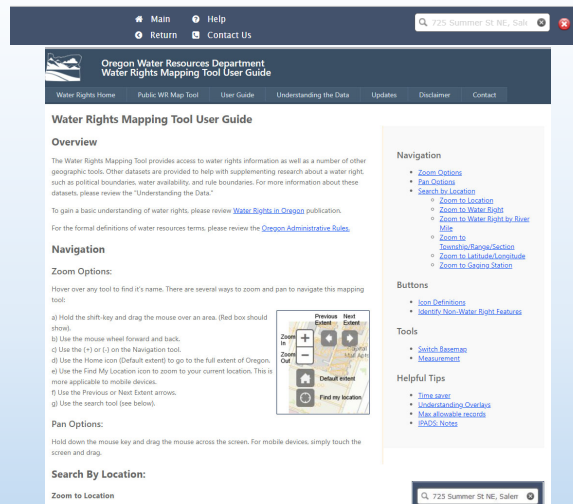 Main
Help
725 Summer St NE, Sale
Return
Contact Us
Oregon Water Resources Department
Water Rights Mapping Tool User Guide
Water Rights Home Public WR Map Tool User Guide Understanding the Data Updates Disclaimer Contact
Water Rights Mapping Tool User Guide
Overview
The Water Rights Mapping Tool provides access to water rights information as well as a number of other
geographic tools. Other datasets are provided to help with supplementing research about a water right,
such as political boundaries, water availability, and rule boundaries. For more information about these
datasets, please review the "Understanding the Data."
To gain a basic understanding of water rights, please review Water Rights in Oregon publication.
For the formal definitions of water resources terms, please review the Oregon Administrative Rules.
Navigation
Zoom Options:
Hover over any tool to find it's name. There are several ways to zoom and pan to navigate this mapping
tool:
a) Hold the shift-key and drag the mouse over an area. (Red box should
show).
b) Use the mouse wheel forward and back.
c) Use the (+) or (-) on the Navigation tool.
d) Use the Home icon (Default extent) to go to the full extent of Oregon.
e) Use the Find My Location icon to zoom to your current location. This is
more applicable to mobile devices.
f) Use the Previous or Next Extent arrows.
g) Use the search tool (see below).
Previous Next
Extent Extent
Zoom
In
Zoom
Out
Capital
Mall Apts
Default extent
Find my location
Pan Options:
Hold down the mouse key and drag the mouse across the screen. For mobile devices, simply touch the
screen and drag.
Search By Location:
Zoom to Location
Navigation
Zoom Options
Pan Options
Search by Location
Zoom to Location
Zoom to Water Right
Zoom to Water Right by River
Mile
Zoom to
Township/Range/Section
Zoom to Latitude/Longitude
Zoom to Gaging Station
Buttons
Icon Definitions
Identify Non-Water Right Features
Tools
Switch Basemap
Measurement
Helpful Tips
Time saver
Understanding Overlays
Max allowable records
IPADS: Notes
725 Summer St NE, Salem